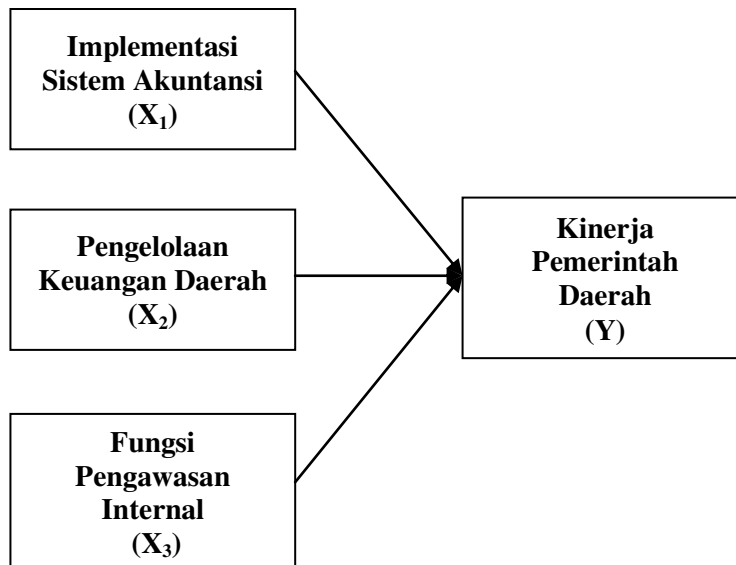 Implementasi
Sistem Akuntansi
(X₁)
Pengelolaan
Keuangan Daerah
(X₂)
Fungsi
Pengawasan
Internal
(X₃)
Kinerja
Pemerintah
Daerah
(Y)